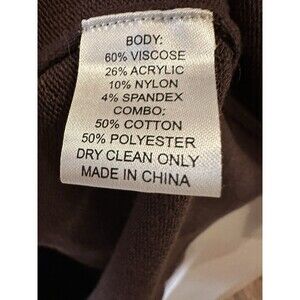 BODY:
60% VISCOSE
26% ACRYLIC
10% NYLON
4% SPANDEX
COMBO:
50% COTTON
50% POLYESTER
DRY CLEAN ONLY
MADE IN CHINA